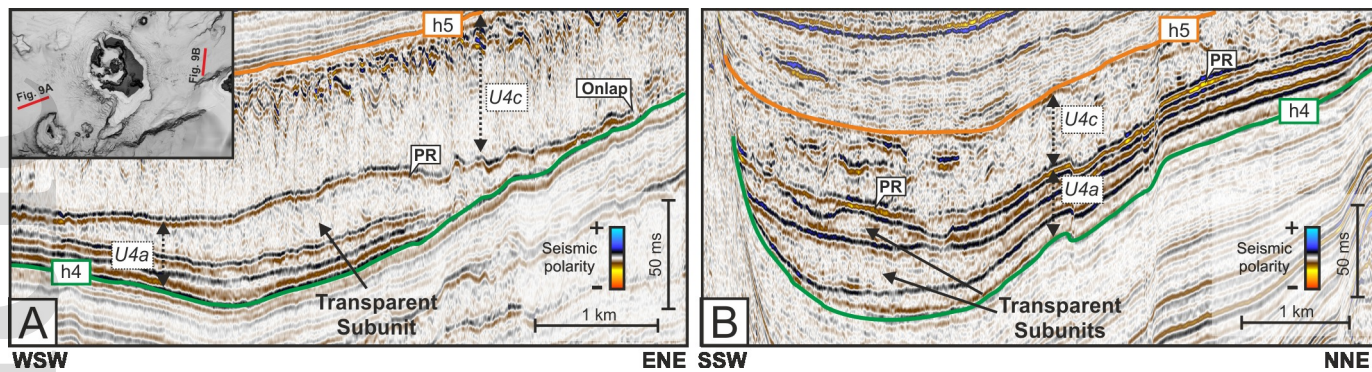 Fig. 9A
Fig. 9B
h5
U4c
Onlap
PR
U4a
h4
Transparent
Subunit
+
Seismic
polarity
-
50 ms
1 km
A
WSW
ENE
h5
PR
U4c
h4
PR
U4a
Transparent
Subunits
+
Seismic
polarity
-
50 ms
1 km
B
SSW
NNE